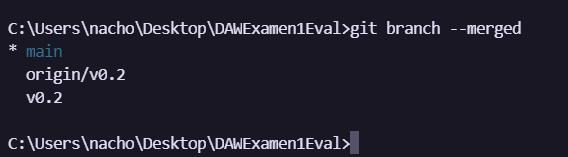 C:\Users\nacho\Desktop\DAWExamen1Eval>git branch --merged
* main
  origin/v0.2
  v0.2
C:\Users\nacho\Desktop\DAWExamen1Eval>